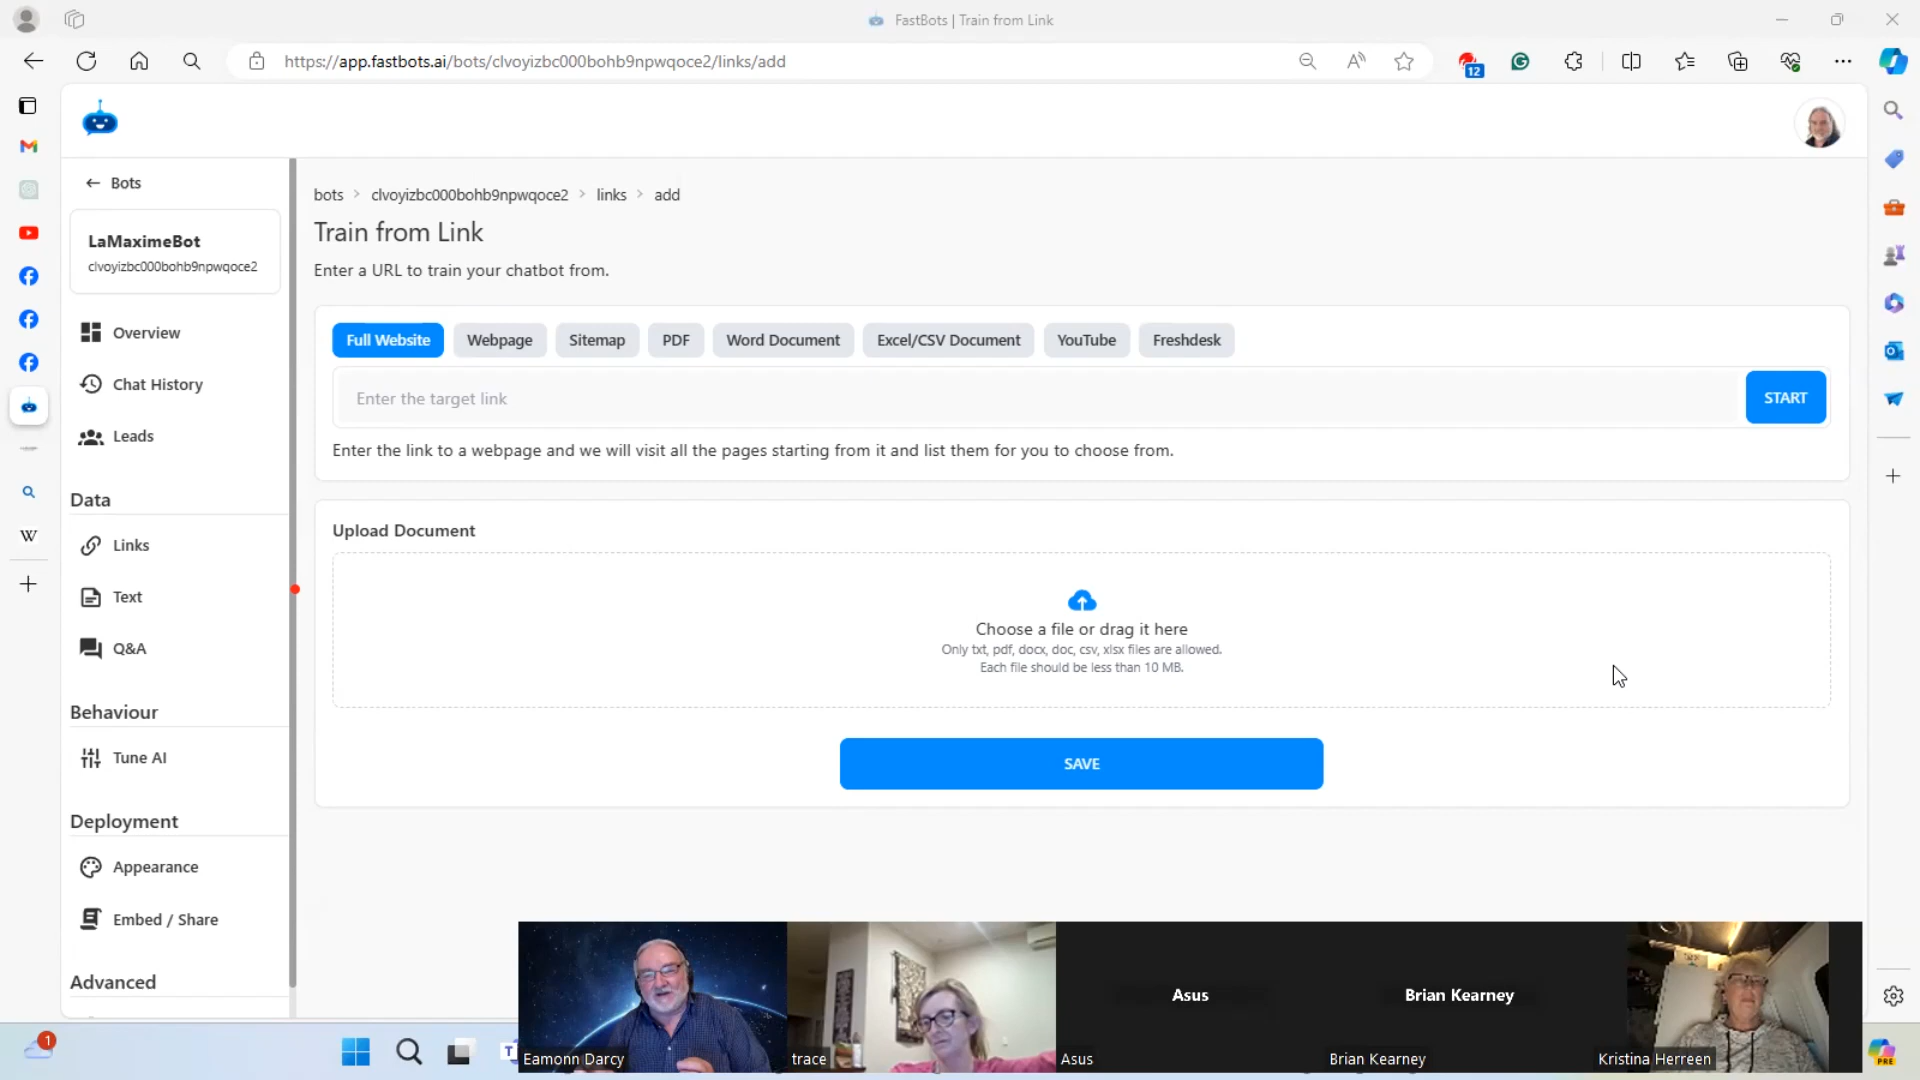 FastBots | Train from Link
https://app.fastbots.ai/bots/clvoyizbc000bohb9npwqoce2/links/add
12
Bots
LaMaximeBot
clvoyizbc000bohb9npwqoce2
Overview
Chat History
Leads
Data
Links
Text
Q&A
Behaviour
Tune AI
Deployment
Appearance
Embed / Share
Advanced
bots > clvoyizbc000bohb9npwqoce2 > links > add
Train from Link
Enter a URL to train your chatbot from.
Full Website Webpage Sitemap PDF Word Document Excel/CSV Document YouTube Freshdesk
Enter the target link
START
Enter the link to a webpage and we will visit all the pages starting from it and list them for you to choose from.
Upload Document
Choose a file or drag it here
Only txt, pdf, docx, doc, csv, xlsx files are allowed.
Each file should be less than 10 MB.
SAVE
Asus
Brian Kearney
Eamonn Darcy
trace
Asus
Brian Kearney
Kristina Herreen
1
T
W
PRE